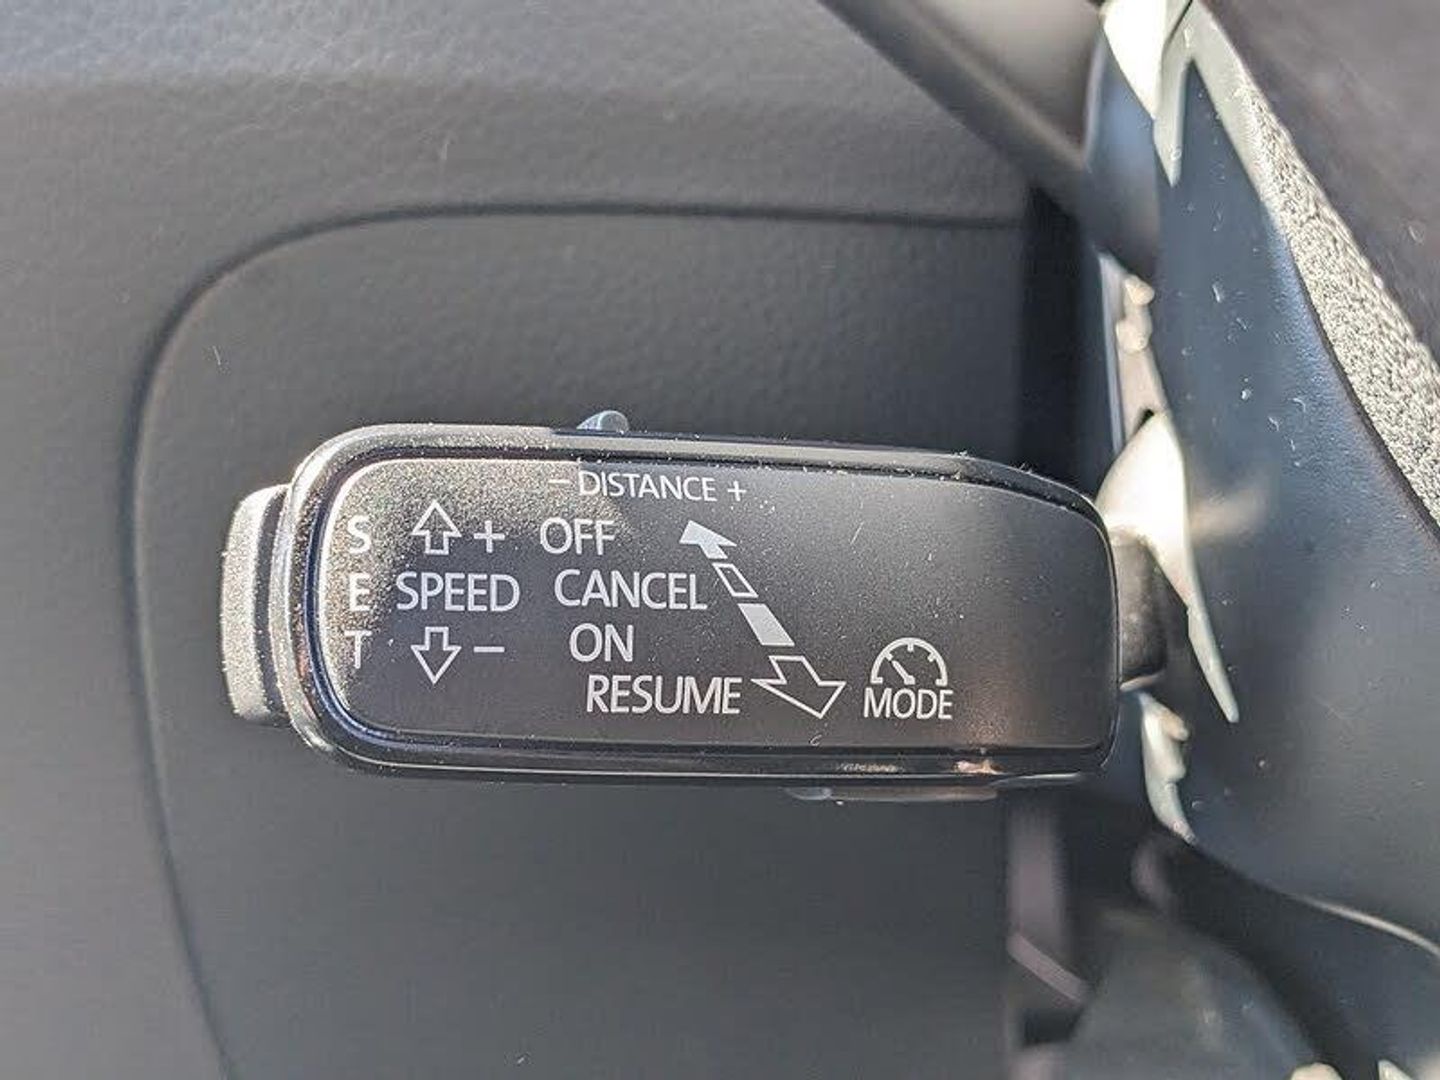 − DISTANCE +
S + OFF
E SPEED CANCEL
T − ON
RESUME
MODE